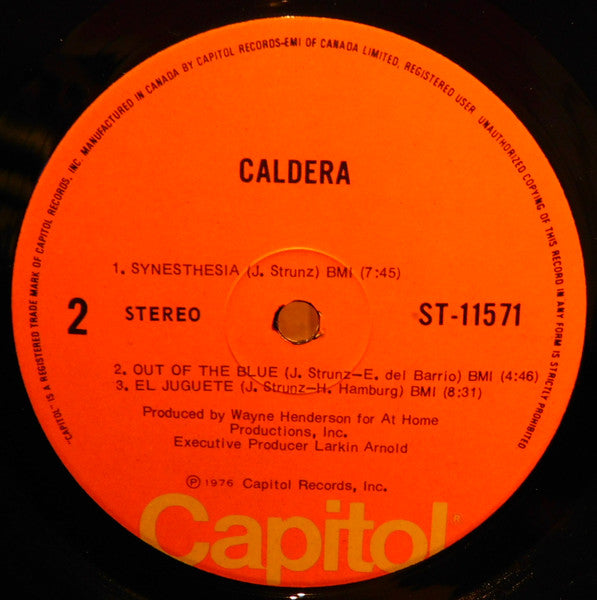 "CAPITOL" IS A REGISTERED TRADE MARK OF CAPITOL RECORDS, INC. MANUFACTURED IN CANADA BY CAPITOL RECORDS-EMI OF CANADA LIMITED, REGISTERED USER UNAUTHORIZED COPYING OF THIS RECORD IN ANY FORM IS STRICTLY PROHIBITED
CALDERA
1. SYNESTHESIA (J. Strunz) BMI (7:45)
2 STEREO ST-11571
2. OUT OF THE BLUE (J. Strunz—E. del Barrio) BMI (4:46)
3. EL JUGUETE (J. Strunz—H. Hamburg) BMI (8:31)
Produced by Wayne Henderson for At Home
Productions, Inc.
Executive Producer Larkin Arnold
℗ 1976 Capitol Records, Inc.
Capitol®